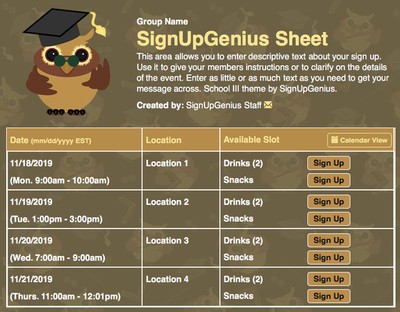 Group Name
SignUpGenius Sheet
This area allows you to enter descriptive text about your sign up.
Use it to give your members instructions or to clarify on the details
of the event. Enter as little or as much text as you need to get your
message across. School III theme by SignUpGenius.
Created by: SignUpGenius Staff
Date (mm/dd/yyyy EST) Location Available Slot Calendar View
11/18/2019 Location 1 Drinks (2) Sign Up
(Mon. 9:00am - 10:00am) Snacks Sign Up
11/19/2019 Location 2 Drinks (2) Sign Up
(Tue. 1:00pm - 3:00pm) Snacks Sign Up
11/20/2019 Location 3 Drinks (2) Sign Up
(Wed. 7:00am - 9:00am) Snacks Sign Up
11/21/2019 Location 4 Drinks (2) Sign Up
(Thurs. 11:00am - 12:01pm) Snacks Sign Up